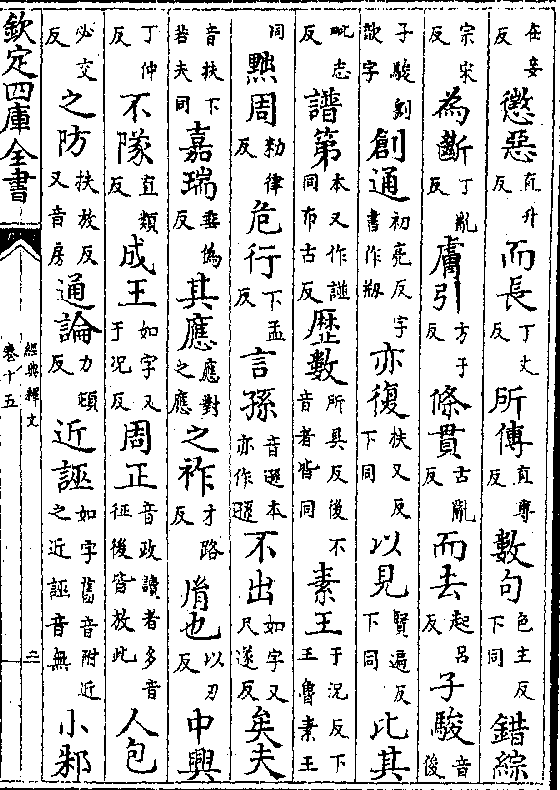 在妄反懲惡直升反而長丁丈反所傳直專反數句色主反下同錯綜
宗宋反為斷丁亂反膚引方于反條貫古亂反而去起呂反子駿音俊
子駿劉歆字創通初亮反字書作刱亦復扶又反下同以見賢遍反下同比其
毗志反譜第本又作諩同布古反歴數所具反後不音者皆同素王于況反下王魯素王
同黜周勑律反危行下孟反言孫音遜本亦作遜不出如字又尺遂反矣夫
音扶下若夫同嘉瑞垂偽反其應應對之應之祚才路反胤也以刃反中興
丁仲反不隊直類反成王如字又于況反周正音政讀者多音征後皆放此人包
必交反之防扶放反又音房通論力頓反近誣如字舊音附近之近誣音無小邾
欽定四庫全書
經典釋文
卷十五
二